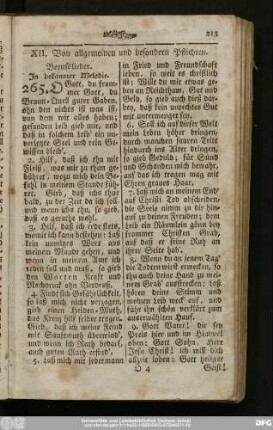 215
XII. Von allgemeinen und besondern Pflichten.
Berufslieder.
In bekannter Melodie.
265. O Gott, du from-
mer Gott, du
Brunn-Quell guter Gaben,
ohn den nichts ist was ist,
von dem wir alles haben;
gesunden leib gieb mir, und
daß in solchem leib' ein un-
verletzte Seel und rein Ge-
wissen bleib'.
2. Hilf, daß ich thu mit
Fleiß, was mir zu thun ge-
bühret; wozu mich dein Be-
fehl in meinem Stande füh-
ret. Gieb, daß ichs thue
bald, zu der Zeit da ich soll
und wenn ichs thu, so gieb,
daß es gerathe wohl.
3. Hilf, daß ich rede stets,
womit ich kann bestehen: laß
kein unnützes Wort aus
meinem Munde gehen, und
wenn in meinem Amt ich
reden soll und muß, so gieb
den Worten Kraft und
Nachdruck ohn Verdruß.
4. Findt sich Gefährlichkeit,
so laß mich nicht verzagen,
gieb einen Helden-Muth,
das Kreuz hilf selber tragen.
Gieb, daß ich meine Feind'
mit Sanftmuth überwind',
und wenn ich Rath bedarf,
auch guten Rath erfind'.
5. laß mich mit jedermann
in Fried und Freundschaft
leben, so weit es christlich
ist: Willt du mir etwas ge-
ben an Reichthum, Gut und
Geld, so gieb auch dies da-
bey, daß kein unrechtes Gut
mit untermenget sey.
6. Soll ich auf dieser Welt
mein Leben höher bringen,
durch manchen sauren Tritt
hindurch ins Alter dringen,
so gieb Geduld; für Sünd
und Schanden mich bewahr,
auf das ich tragen mag mit
Ehren graues Haar.
7. laß mich an meinem End'
auf Christi Tod abscheiden,
die Seele nimm zu dir hin-
auf zu deinen Freuden; dem
leib ein Räumlein gönn bey
frommer Christen Grab,
auf daß er seine Ruh an
ihrer Seite hab'.
8. Wenn du an jenem Tag'
die Todten wirst erwecken, so
thu auch deine Hand zu mei-
nem Grab' ausstrecken: laß
hören deine Stimm und
meinen leib weck' auf, und
führ ihn schön verklärt zum
auserwählten Hauf.
9. Gott Vater! dir sey
Preis hier und im Himmel
oben: Gott Sohn, Herr
Jesu Christ! ich will dich
allzeit loben: Gott heilger
O 4
Geist!